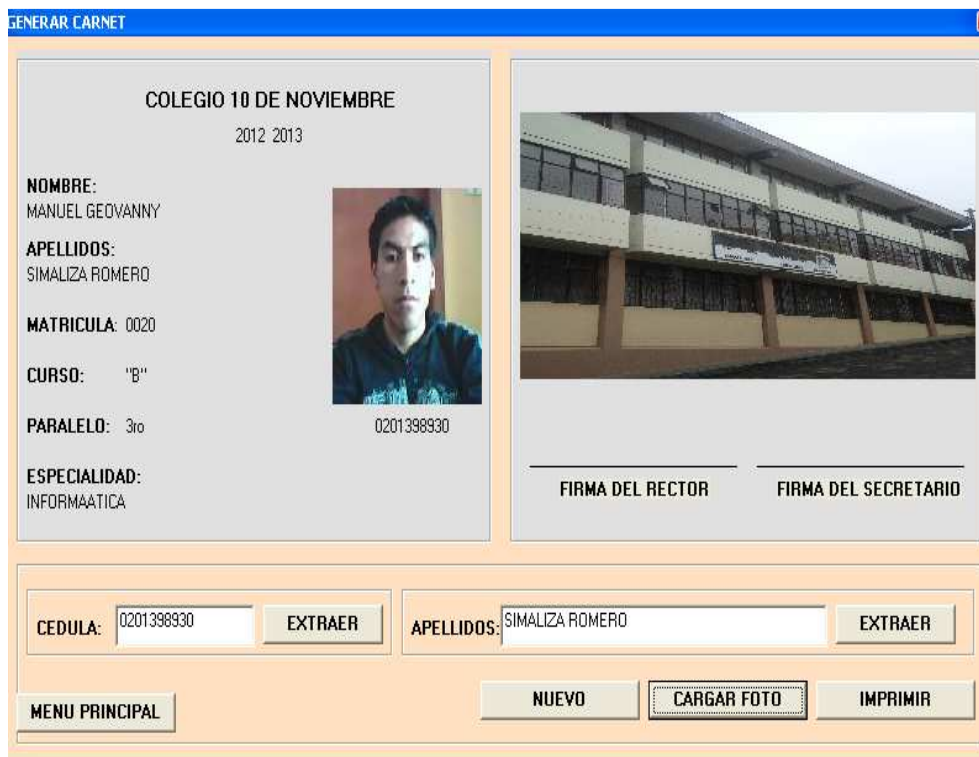 GENERAR CARNET
COLEGIO 10 DE NOVIEMBRE
2012 2013
NOMBRE:
MANUEL GEOVANNY
APELLIDOS:
SIMALIZA ROMERO
MATRICULA: 0020
CURSO: "B"
PARALELO: 3ro
0201398930
ESPECIALIDAD:
INFORMAATICA
FIRMA DEL RECTOR
FIRMA DEL SECRETARIO
CEDULA: 0201398930 EXTRAER
APELLIDOS: SIMALIZA ROMERO EXTRAER
MENU PRINCIPAL
NUEVO
CARGAR FOTO
IMPRIMIR